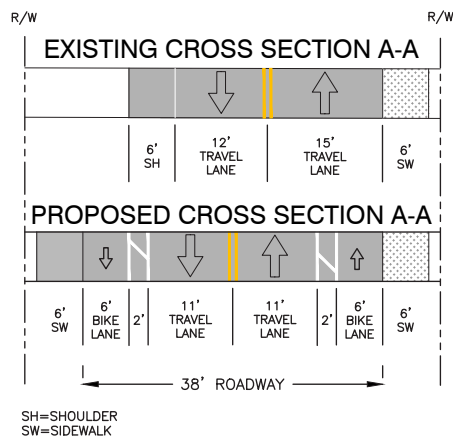 R/W
R/W
EXISTING CROSS SECTION A-A
6' SH
12' TRAVEL LANE
15' TRAVEL LANE
6' SW
PROPOSED CROSS SECTION A-A
6' SW
6' BIKE LANE
2'
11' TRAVEL LANE
11' TRAVEL LANE
2'
6' BIKE LANE
6' SW
38' ROADWAY
SH=SHOULDER
SW=SIDEWALK